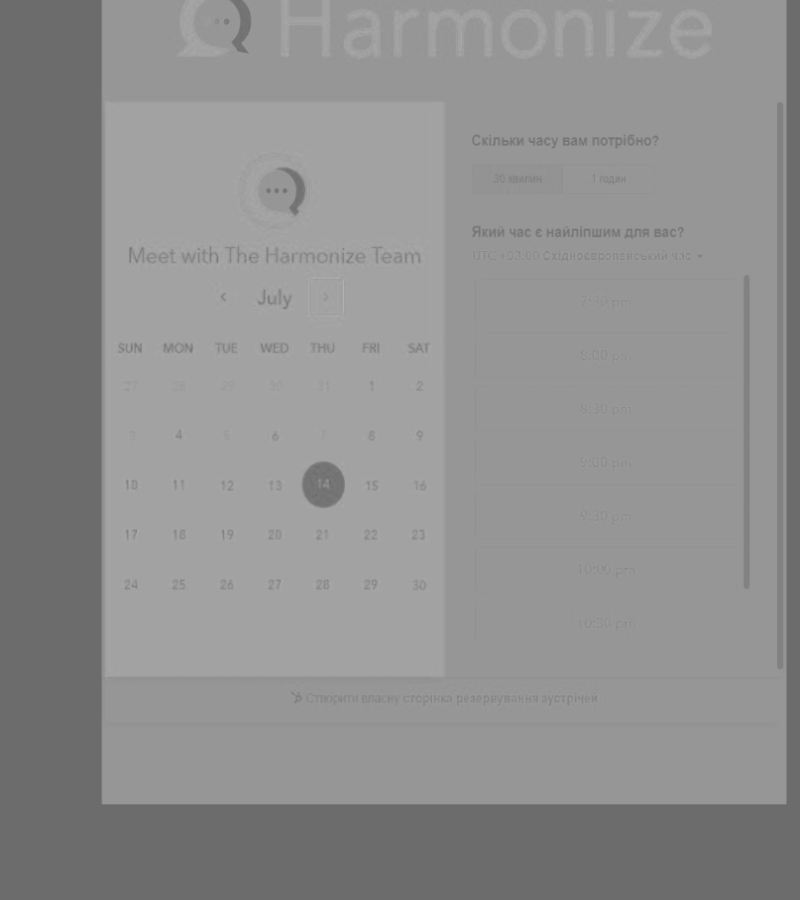 Harmonize
Meet with The Harmonize Team
July
SUN MON TUE WED THU FRI SAT
27 28 29 30 31 1 2
3 4 5 6 7 8 9
10 11 12 13 14 15 16
17 18 19 20 21 22 23
24 25 26 27 28 29 30
Скільки часу вам потрібно?
30 хвилин 1 годин
Який час є найліпшим для вас?
UTC +03:00 Східноєвропейський час
7:30 pm
8:00 pm
8:30 pm
9:00 pm
9:30 pm
10:00 pm
10:30 pm
Створити власну сторінка резервування зустрічей